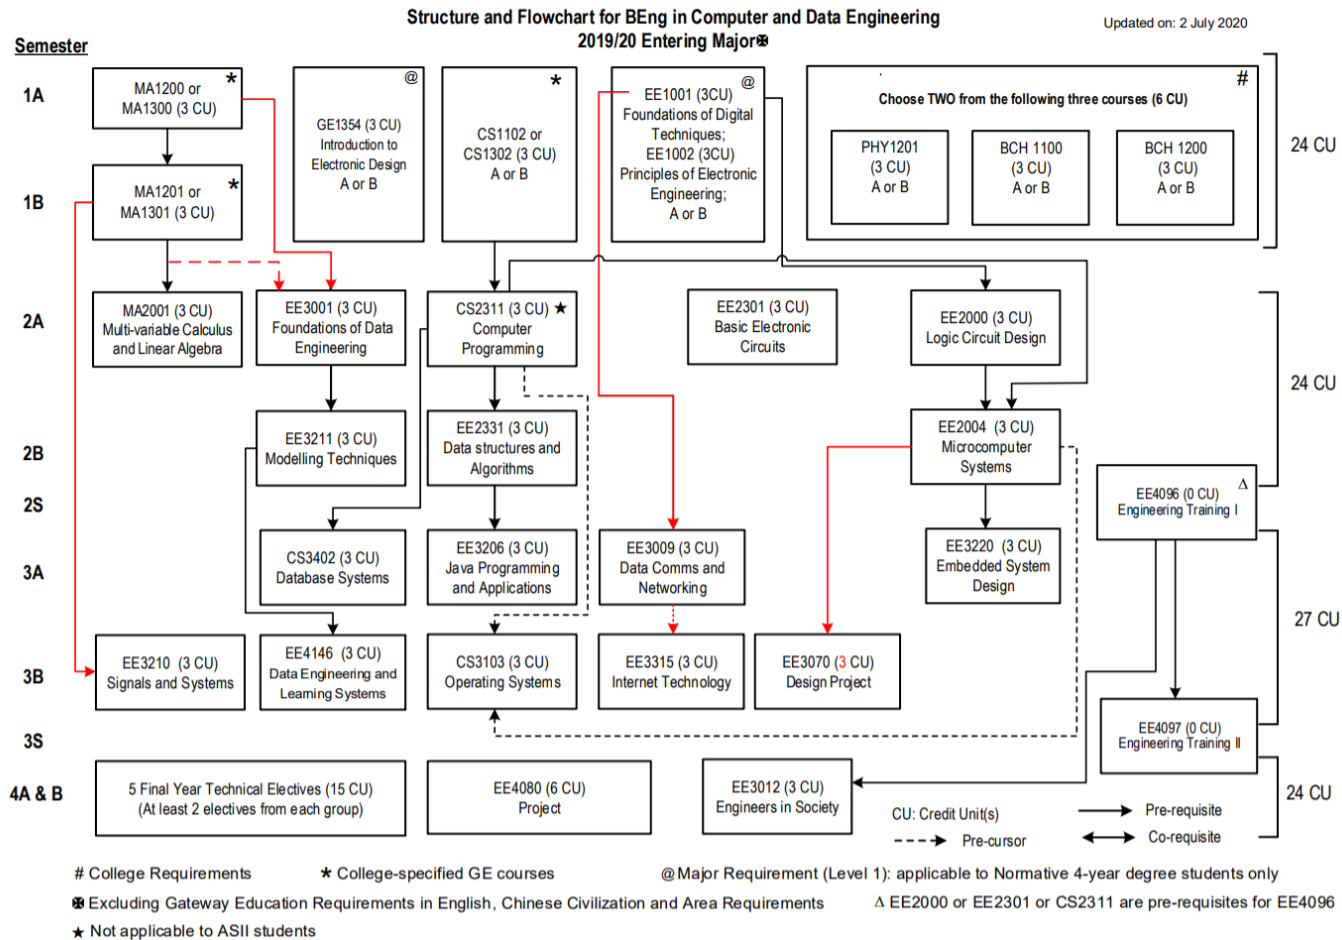 Structure and Flowchart for BEng in Computer and Data Engineering
2019/20 Entering Major✠
Updated on: 2 July 2020
Semester
1A
MA1200 or
MA1300 (3 CU)
*
@
GE1354 (3 CU)
Introduction to
Electronic Design
A or B
*
CS1102 or
CS1302 (3 CU)
A or B
@
EE1001 (3CU)
Foundations of Digital
Techniques;
EE1002 (3CU)
Principles of Electronic
Engineering;
A or B
#
Choose TWO from the following three courses (6 CU)
PHY1201
(3 CU)
A or B
BCH 1100
(3 CU)
A or B
BCH 1200
(3 CU)
A or B
24 CU
1B
MA1201 or
MA1301 (3 CU)
*
2A
MA2001 (3 CU)
Multi-variable Calculus
and Linear Algebra
EE3001 (3 CU)
Foundations of Data
Engineering
CS2311 (3 CU) ★
Computer
Programming
EE2301 (3 CU)
Basic Electronic
Circuits
EE2000 (3 CU)
Logic Circuit Design
24 CU
2B
EE3211 (3 CU)
Modelling Techniques
EE2331 (3 CU)
Data structures and
Algorithms
EE2004 (3 CU)
Microcomputer
Systems
2S
EE4096 (0 CU)
Engineering Training I
Δ
3A
CS3402 (3 CU)
Database Systems
EE3206 (3 CU)
Java Programming
and Applications
EE3009 (3 CU)
Data Comms and
Networking
EE3220 (3 CU)
Embedded System
Design
27 CU
3B
EE3210 (3 CU)
Signals and Systems
EE4146 (3 CU)
Data Engineering and
Learning Systems
CS3103 (3 CU)
Operating Systems
EE3315 (3 CU)
Internet Technology
EE3070 (3 CU)
Design Project
3S
EE4097 (0 CU)
Engineering Training II
4A & B
5 Final Year Technical Electives (15 CU)
(At least 2 electives from each group)
EE4080 (6 CU)
Project
EE3012 (3 CU)
Engineers in Society
24 CU
CU: Credit Unit(s)
Pre-requisite
Pre-cursor
Co-requisite
# College Requirements
* College-specified GE courses
@ Major Requirement (Level 1): applicable to Normative 4-year degree students only
✠ Excluding Gateway Education Requirements in English, Chinese Civilization and Area Requirements
Δ EE2000 or EE2301 or CS2311 are pre-requisites for EE4096
★ Not applicable to ASII students